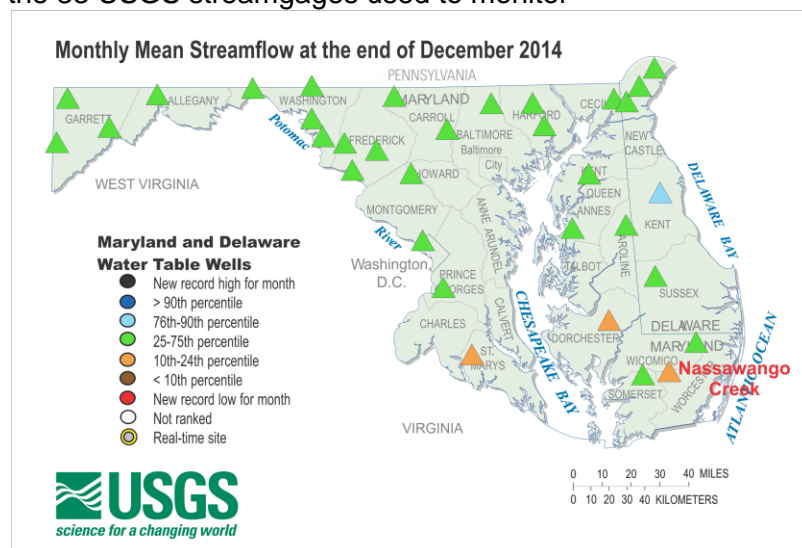 the 35 USGS streamgages used to monitor
Monthly Mean Streamflow at the end of December 2014
PENNSYLVANIA
GARRETT
ALLEGANY
WASHINGTON
MARYLAND
CARROLL
HARFORD
CECIL
Potomac
FREDERICK
BALTIMORE
Baltimore
City
NEW
CASTLE
WEST VIRGINIA
HOWARD
KENT
QUEEN
ANNES
KENT
DELAWARE BAY
MONTGOMERY
ANNE ARUNDEL
River
Washington,
D.C.
PRINCE
GEORGES
TALBOT
CAROLINE
SUSSEX
CHARLES
CALVERT
CHESAPEAKE BAY
DORCHESTER
DELAWARE
MARYLAND
ST.
MARYS
WICOMICO
Nassawango
Creek
SOMERSET
WORCESTER
ATLANTIC OCEAN
VIRGINIA
Maryland and Delaware
Water Table Wells
New record high for month
> 90th percentile
76th-90th percentile
25-75th percentile
10th-24th percentile
< 10th percentile
New record low for month
Not ranked
Real-time site
0 10 20 30 40 MILES
0 10 20 30 40 KILOMETERS
USGS
science for a changing world